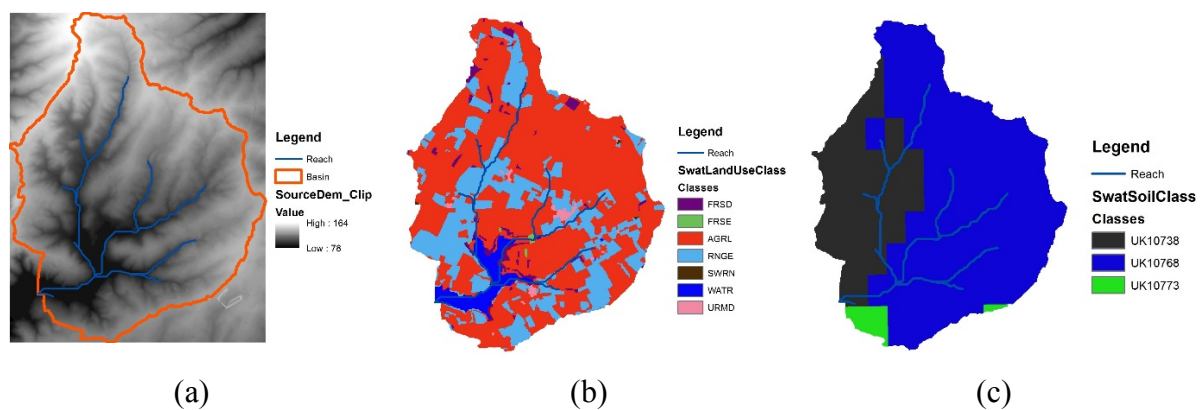 Legend
Reach
Basin
SourceDem_Clip
Value
High : 164
Low : 78
(a)
Legend
Reach
SwatLandUseClass
Classes
FRSD
FRSE
AGRL
RNGE
SWRN
WATR
URMD
(b)
Legend
Reach
SwatSoilClass
Classes
UK10738
UK10768
UK10773
(c)